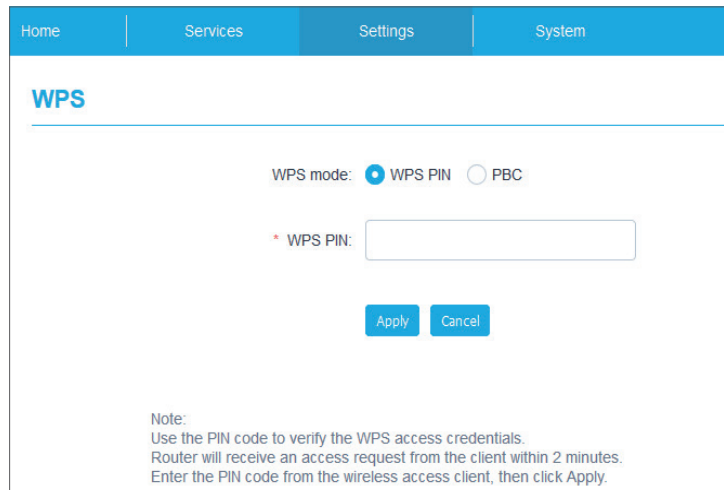 Home Services Settings System
WPS
WPS mode: WPS PIN PBC
* WPS PIN:
Apply Cancel
Note:
Use the PIN code to verify the WPS access credentials.
Router will receive an access request from the client within 2 minutes.
Enter the PIN code from the wireless access client, then click Apply.